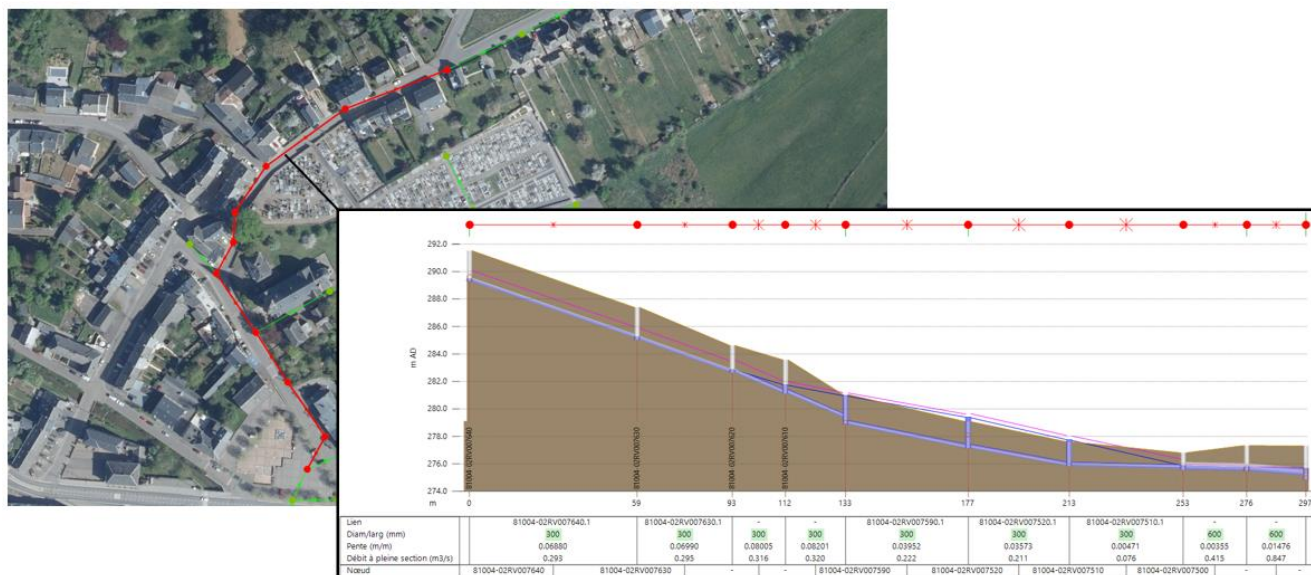 292.0
290.0
288.0
286.0
284.0
282.0
280.0
278.0
276.0
274.0
m AD
81004-02RV007640
81004-02RV007630
81004-02RV007620
81004-02RV007610
m 0 59 93 112 133 177 213 253 276 297
Lien 81004-02RV007640.1 81004-02RV007630.1 - - 81004-02RV007590.1 81004-02RV007520.1 81004-02RV007510.1 - -
Diam/larg (mm) 300 300 300 300 300 300 300 600 600
Pente (m/m) 0.06880 0.06990 0.08005 0.08201 0.03952 0.03573 0.00471 0.00355 0.01476
Débit à pleine section (m3/s) 0.293 0.295 0.316 0.320 0.222 0.211 0.076 0.415 0.847
Nœud 81004-02RV007640 81004-02RV007630 - - 81004-02RV007590 81004-02RV007520 81004-02RV007510 81004-02RV007500 - -